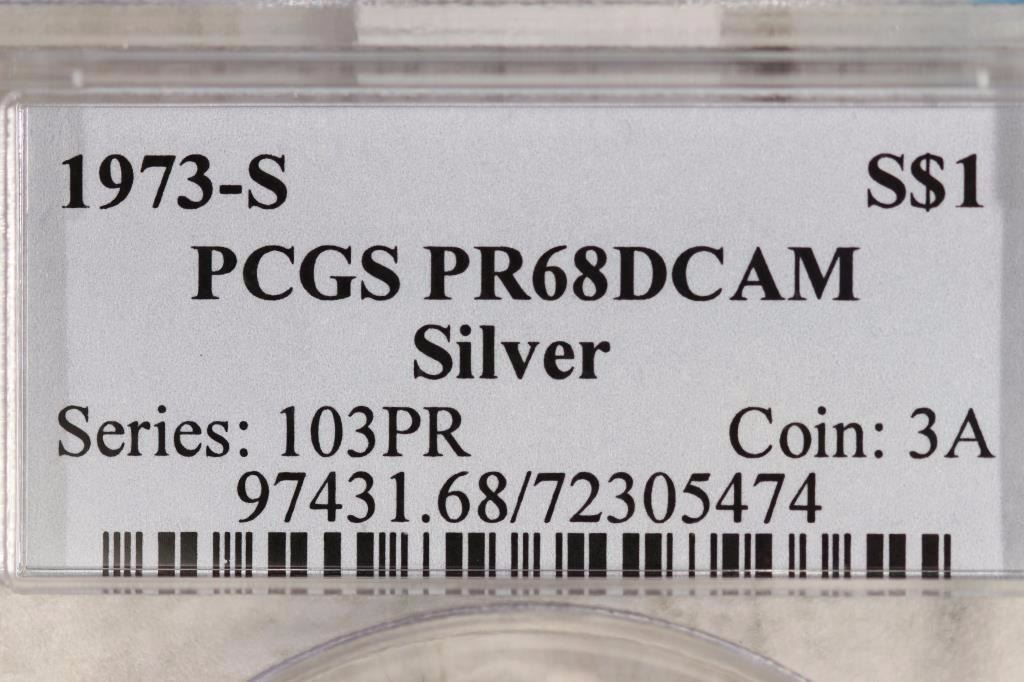 1973-S S$1
PCGS PR68DCAM
Silver
Series: 103PR Coin: 3A
97431.68/72305474